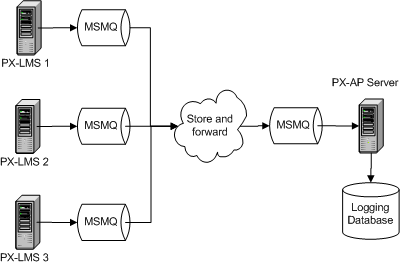 PX-LMS 1
MSMQ
PX-LMS 2
MSMQ
PX-LMS 3
MSMQ
Store and
forward
MSMQ
PX-AP Server
Logging
Database